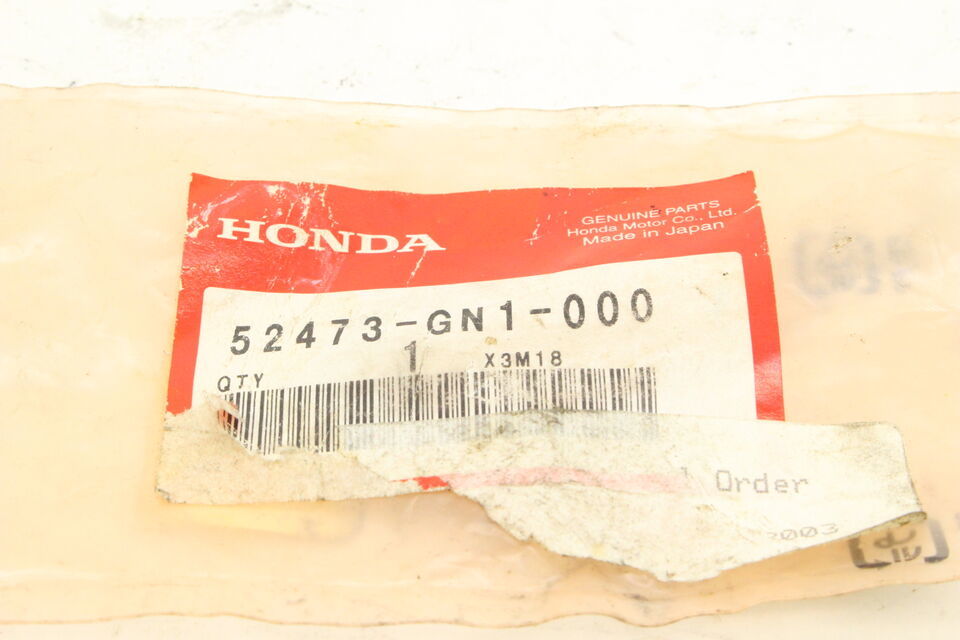 HONDA
GENUINE PARTS
Honda Motor Co., Ltd.
Made in Japan
52473-GN1-000
QTY 1 X3M18
Order
2003